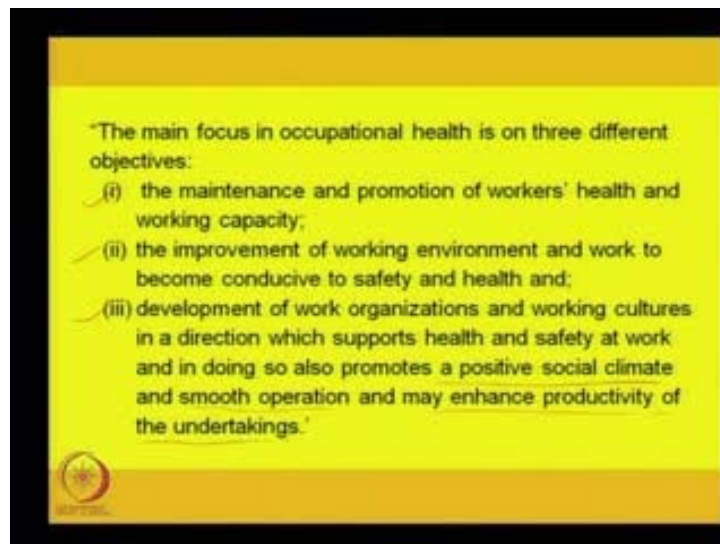 "The main focus in occupational health is on three different
objectives:
(i) the maintenance and promotion of workers' health and
working capacity;
(ii) the improvement of working environment and work to
become conducive to safety and health and;
(iii) development of work organizations and working cultures
in a direction which supports health and safety at work
and in doing so also promotes a positive social climate
and smooth operation and may enhance productivity of
the undertakings.'